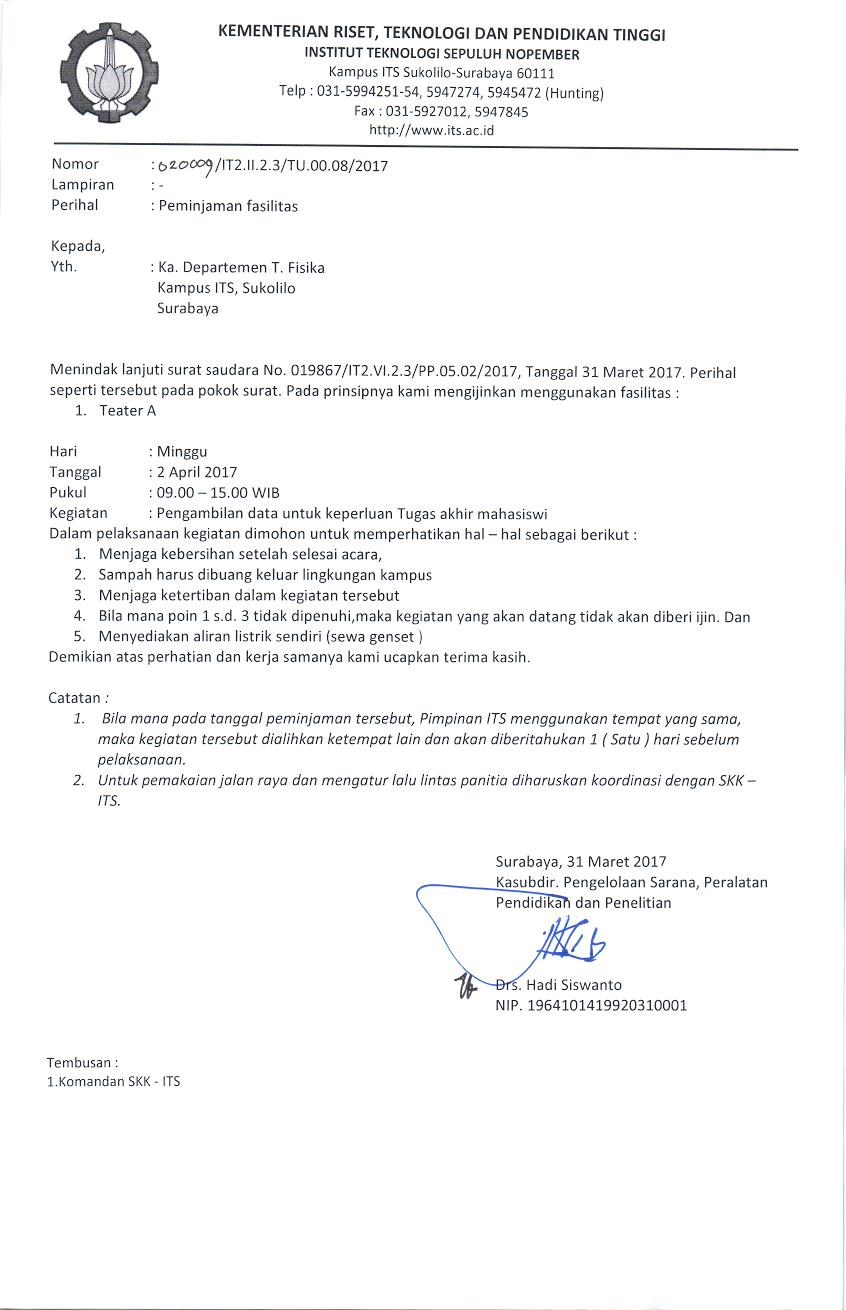 KEMENTERIAN RISET, TEKNOLOGI DAN PENDIDIKAN TINGGI
INSTITUT TEKNOLOGI SEPULUH NOPEMBER
Kampus ITS Sukolilo-Surabaya 60111
Telp : 031-5994251-54, 5947274, 5945472 (Hunting)
Fax : 031-5927012, 5947845
http://www.its.ac.id
Nomor : 020009/IT2.II.2.3/TU.00.08/2017
Lampiran : -
Perihal : Peminjaman fasilitas
Kepada,
Yth. : Ka. Departemen T. Fisika
Kampus ITS, Sukolilo
Surabaya
Menindak lanjuti surat saudara No. 019867/IT2.VI.2.3/PP.05.02/2017, Tanggal 31 Maret 2017. Perihal
seperti tersebut pada pokok surat. Pada prinsipnya kami mengijinkan menggunakan fasilitas :
1. Teater A
Hari : Minggu
Tanggal : 2 April 2017
Pukul : 09.00 – 15.00 WIB
Kegiatan : Pengambilan data untuk keperluan Tugas akhir mahasiswi
Dalam pelaksanaan kegiatan dimohon untuk memperhatikan hal – hal sebagai berikut :
1. Menjaga kebersihan setelah selesai acara,
2. Sampah harus dibuang keluar lingkungan kampus
3. Menjaga ketertiban dalam kegiatan tersebut
4. Bila mana poin 1 s.d. 3 tidak dipenuhi,maka kegiatan yang akan datang tidak akan diberi ijin. Dan
5. Menyediakan aliran listrik sendiri (sewa genset )
Demikian atas perhatian dan kerja samanya kami ucapkan terima kasih.
Catatan :
1. Bila mana pada tanggal peminjaman tersebut, Pimpinan ITS menggunakan tempat yang sama,
maka kegiatan tersebut dialihkan ketempat lain dan akan diberitahukan 1 ( Satu ) hari sebelum
pelaksanaan.
2. Untuk pemakaian jalan raya dan mengatur lalu lintas panitia diharuskan koordinasi dengan SKK –
ITS.
Surabaya, 31 Maret 2017
Kasubdir. Pengelolaan Sarana, Peralatan
Pendidikan dan Penelitian
Drs. Hadi Siswanto
NIP. 1964101419920310001
Tembusan :
1.Komandan SKK - ITS